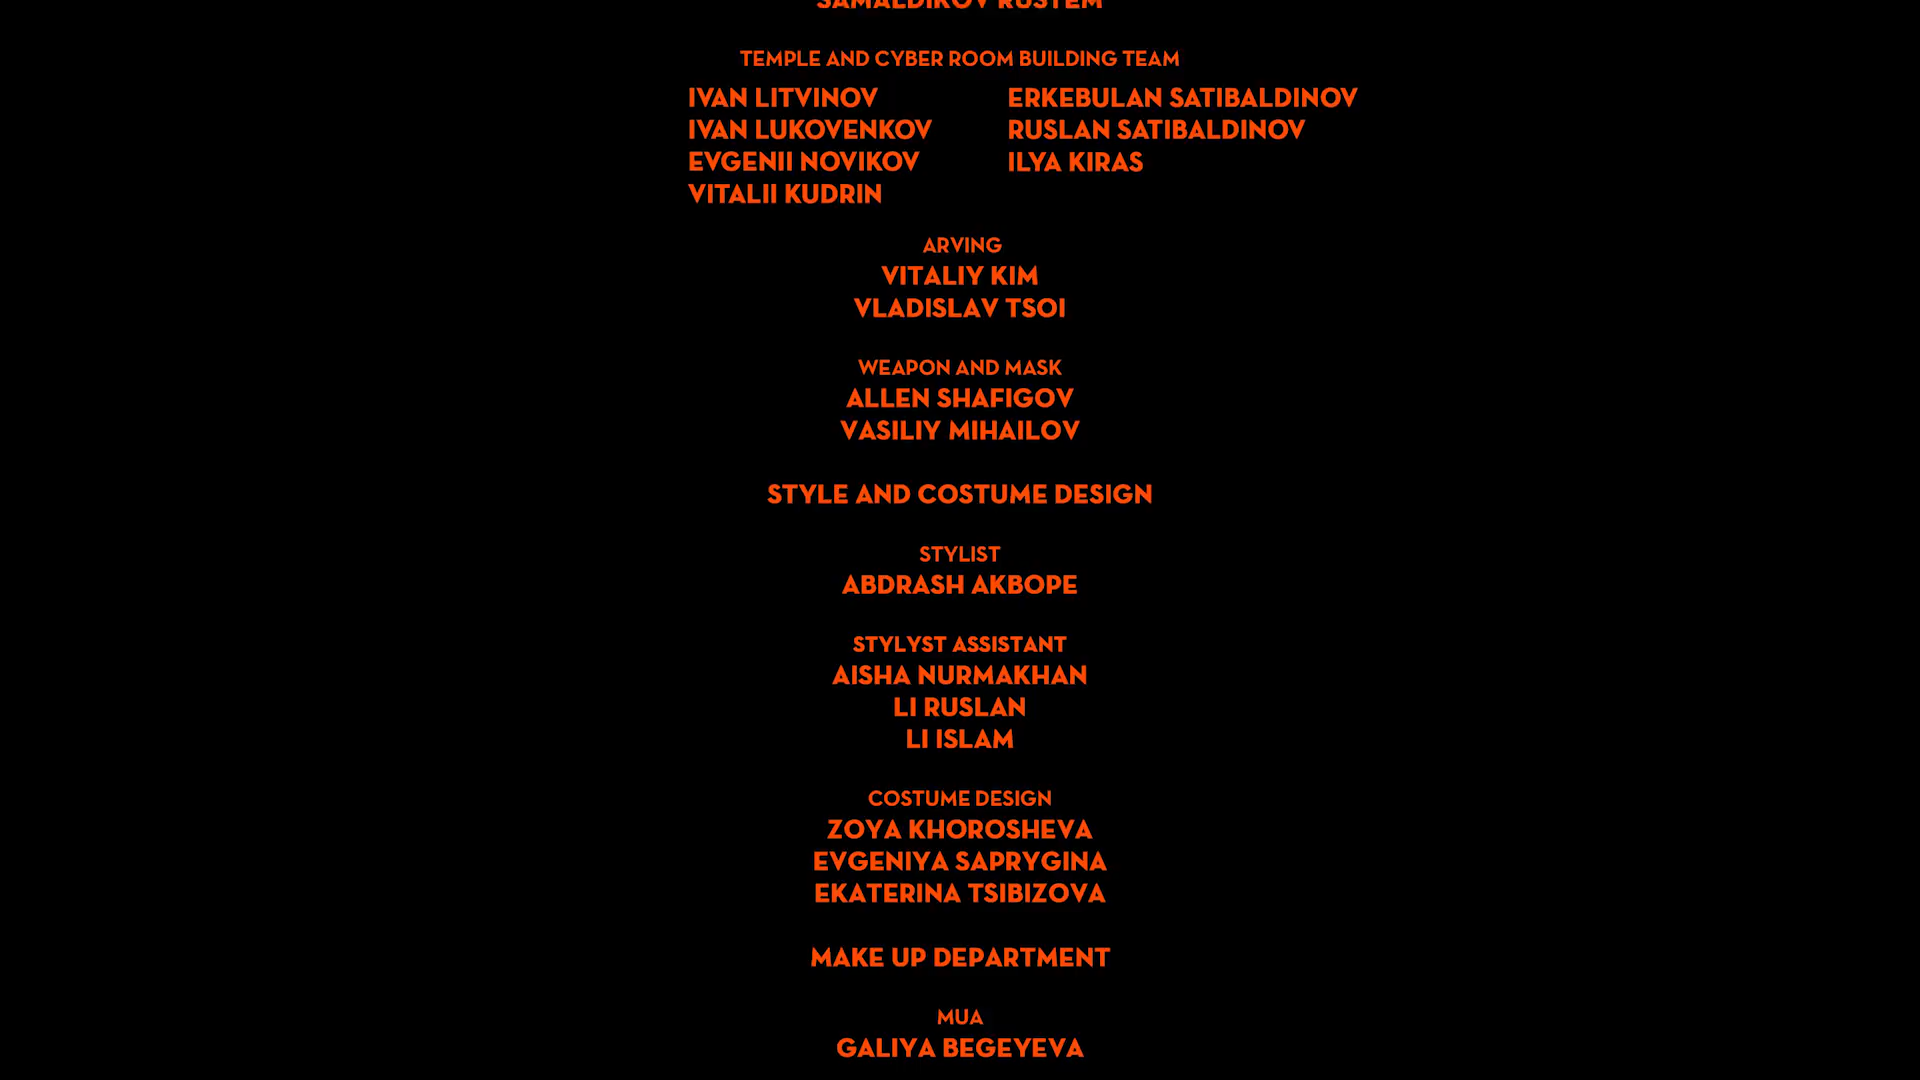 SAMALDIKOV RUSTEM
TEMPLE AND CYBER ROOM BUILDING TEAM
IVAN LITVINOV
IVAN LUKOVENKOV
EVGENII NOVIKOV
VITALII KUDRIN
ERKEBULAN SATIBALDINOV
RUSLAN SATIBALDINOV
ILYA KIRAS
ARVING
VITALIY KIM
VLADISLAV TSOI
WEAPON AND MASK
ALLEN SHAFIGOV
VASILIY MIHAILOV
STYLE AND COSTUME DESIGN
STYLIST
ABDRASH AKBOPE
STYLYST ASSISTANT
AISHA NURMAKHAN
LI RUSLAN
LI ISLAM
COSTUME DESIGN
ZOYA KHOROSHEVA
EVGENIYA SAPRYGINA
EKATERINA TSIBIZOVA
MAKE UP DEPARTMENT
MUA
GALIYA BEGEYEVA